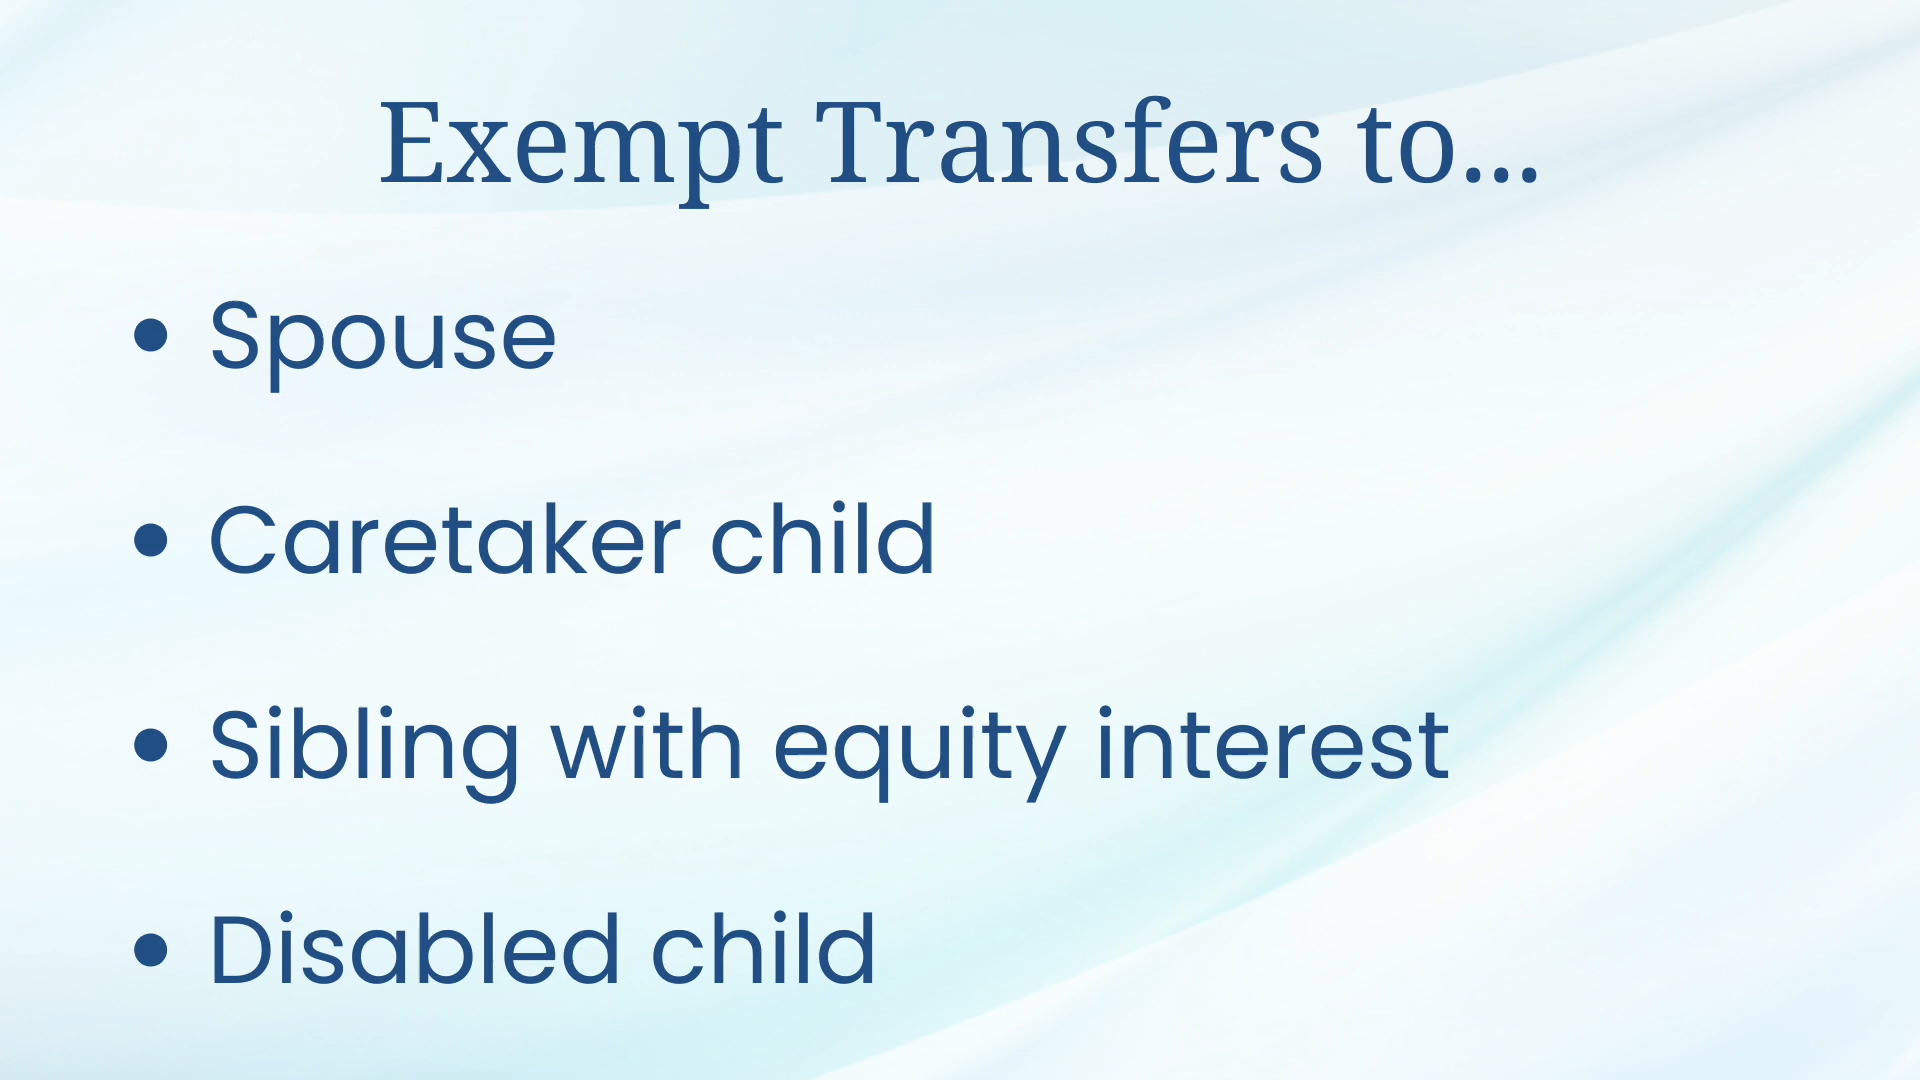 Exempt Transfers to...
• Spouse
• Caretaker child
• Sibling with equity interest
• Disabled child